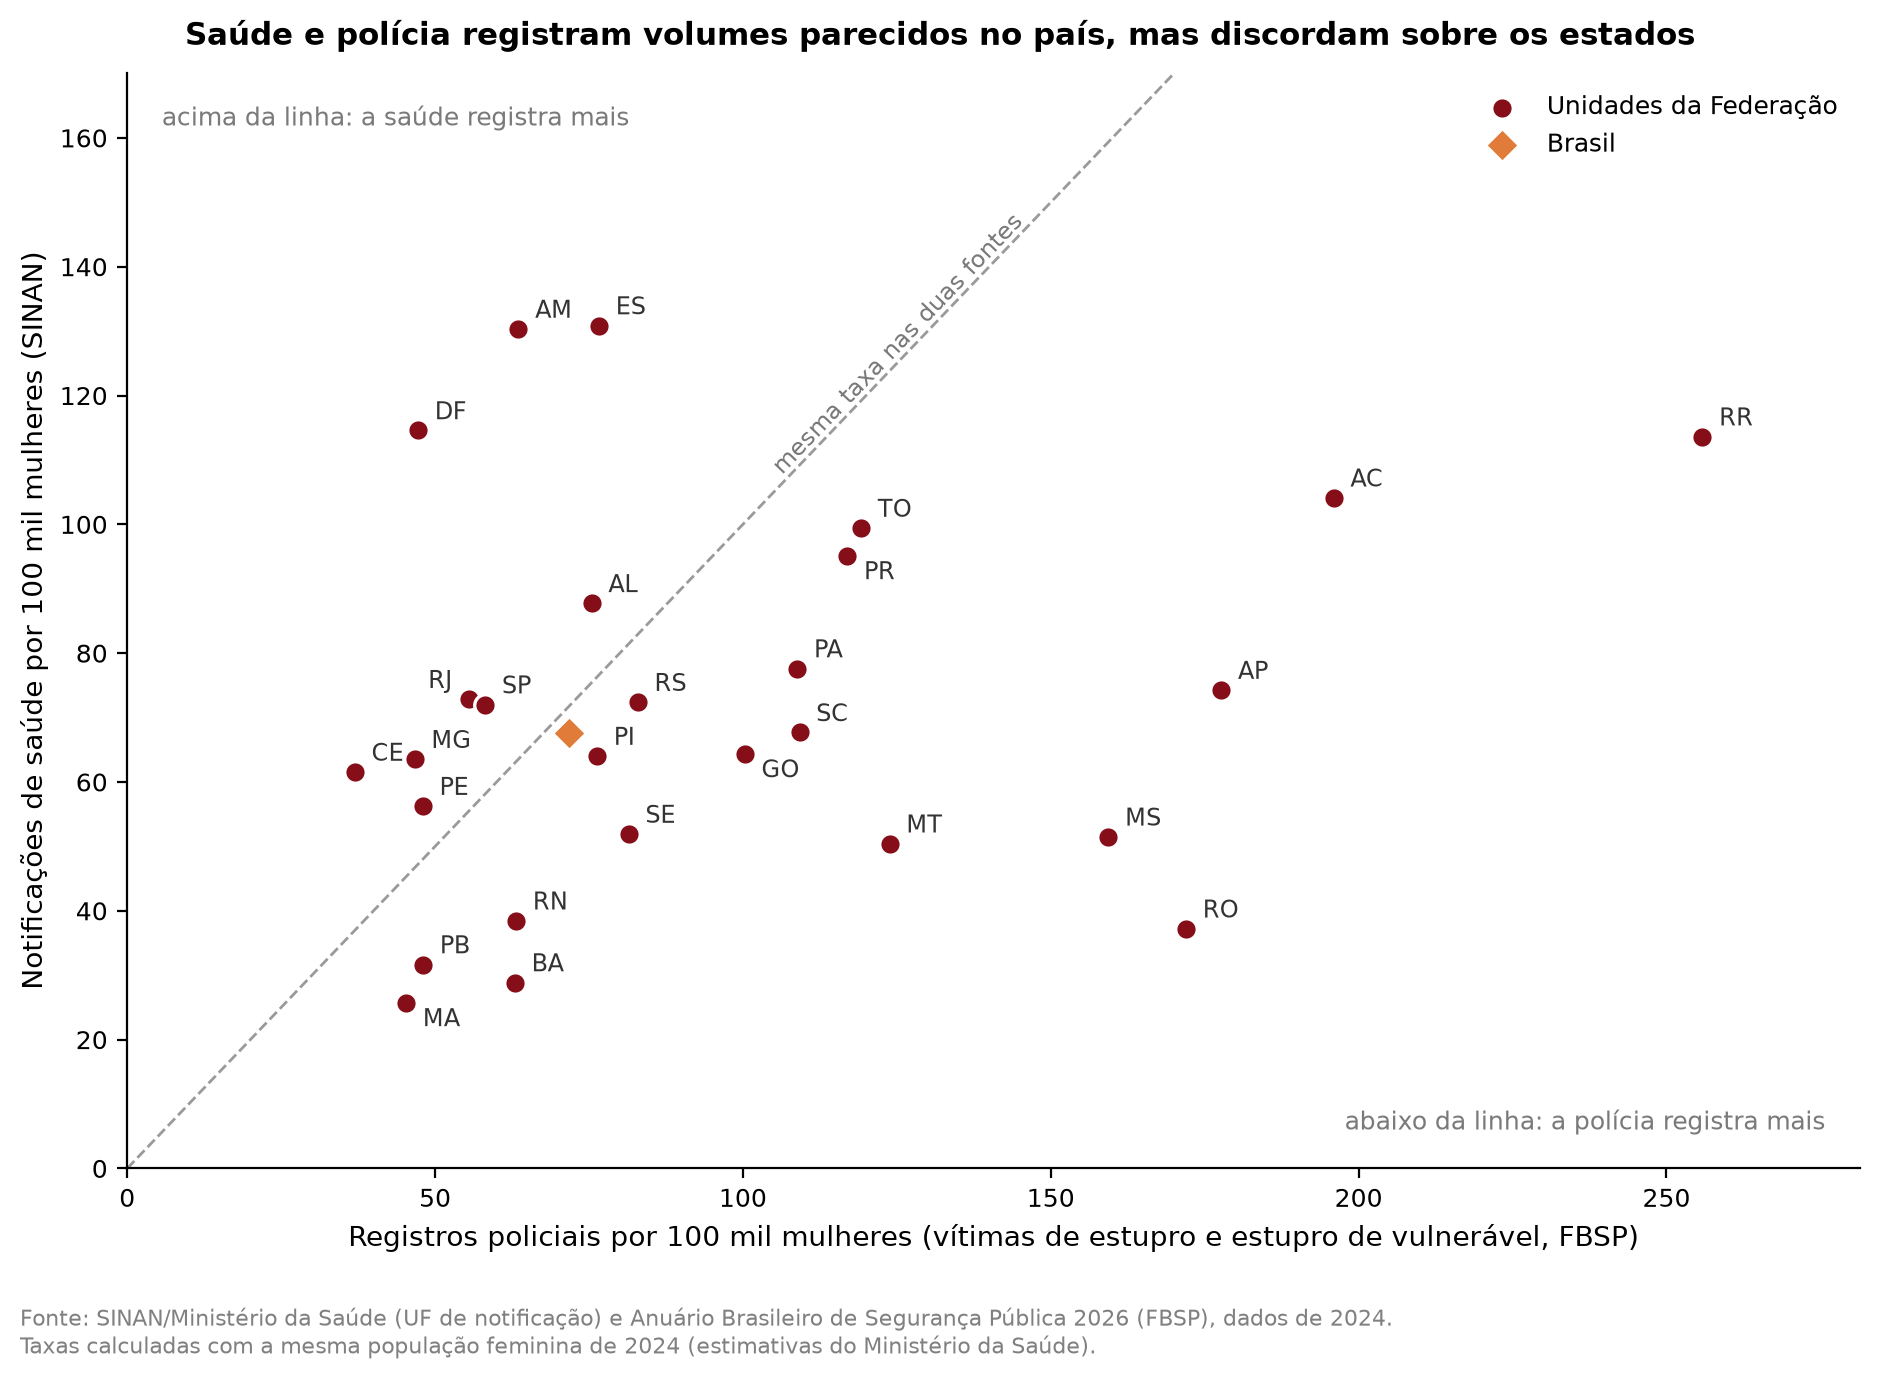 Saúde e polícia registram volumes parecidos no país, mas discordam sobre os estados
acima da linha: a saúde registra mais
Unidades da Federação
Brasil
mesma taxa nas duas fontes
Notificações de saúde por 100 mil mulheres (SINAN)
160
140
120
100
80
60
40
20
0
AM
ES
DF
RR
AC
TO
PR
AL
PA
AP
RJ
SP
RS
SC
MG
PI
CE
GO
PE
SE
MT
MS
RN
RO
PB
BA
MA
abaixo da linha: a polícia registra mais
0
50
100
150
200
250
Registros policiais por 100 mil mulheres (vítimas de estupro e estupro de vulnerável, FBSP)
Fonte: SINAN/Ministério da Saúde (UF de notificação) e Anuário Brasileiro de Segurança Pública 2026 (FBSP), dados de 2024.
Taxas calculadas com a mesma população feminina de 2024 (estimativas do Ministério da Saúde).